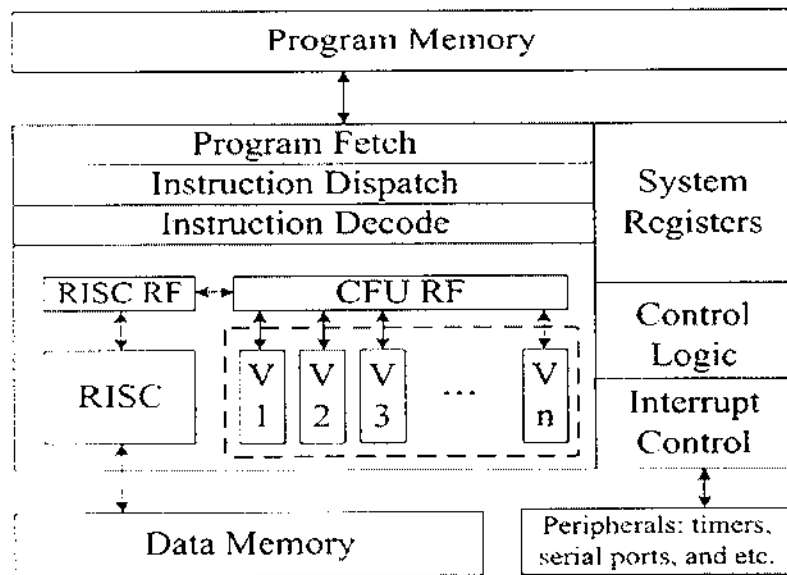 Program Memory
Program Fetch
Instruction Dispatch
Instruction Decode
System
Registers
RISC RF
CFU RF
Control
Logic
RISC
V
1
V
2
V
3
...
V
n
Interrupt
Control
Data Memory
Peripherals: timers,
serial ports, and etc.